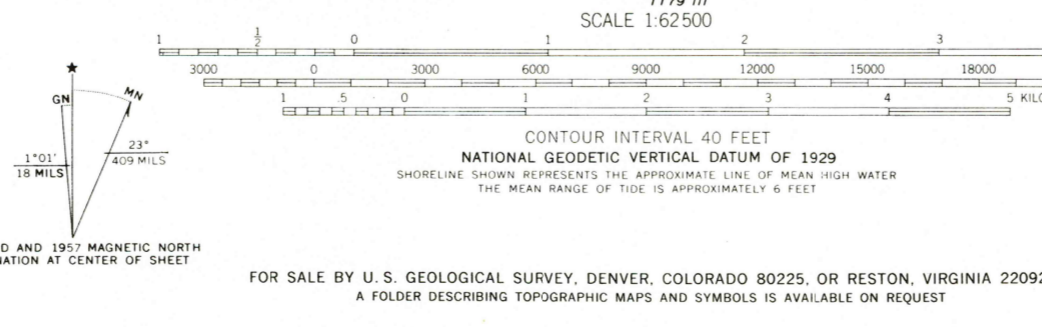 SCALE 1:62500
1 1/2 0 1 2 3
3000 0 3000 6000 9000 12000 15000 18000
1 .5 0 1 2 3 4 5 KILO
★
GN
MN
1°01'
18 MILS
23°
409 MILS
D AND 1957 MAGNETIC NORTH
NATION AT CENTER OF SHEET
CONTOUR INTERVAL 40 FEET
NATIONAL GEODETIC VERTICAL DATUM OF 1929
SHORELINE SHOWN REPRESENTS THE APPROXIMATE LINE OF MEAN HIGH WATER
THE MEAN RANGE OF TIDE IS APPROXIMATELY 6 FEET
FOR SALE BY U.S. GEOLOGICAL SURVEY, DENVER, COLORADO 80225, OR RESTON, VIRGINIA 22092
A FOLDER DESCRIBING TOPOGRAPHIC MAPS AND SYMBOLS IS AVAILABLE ON REQUEST